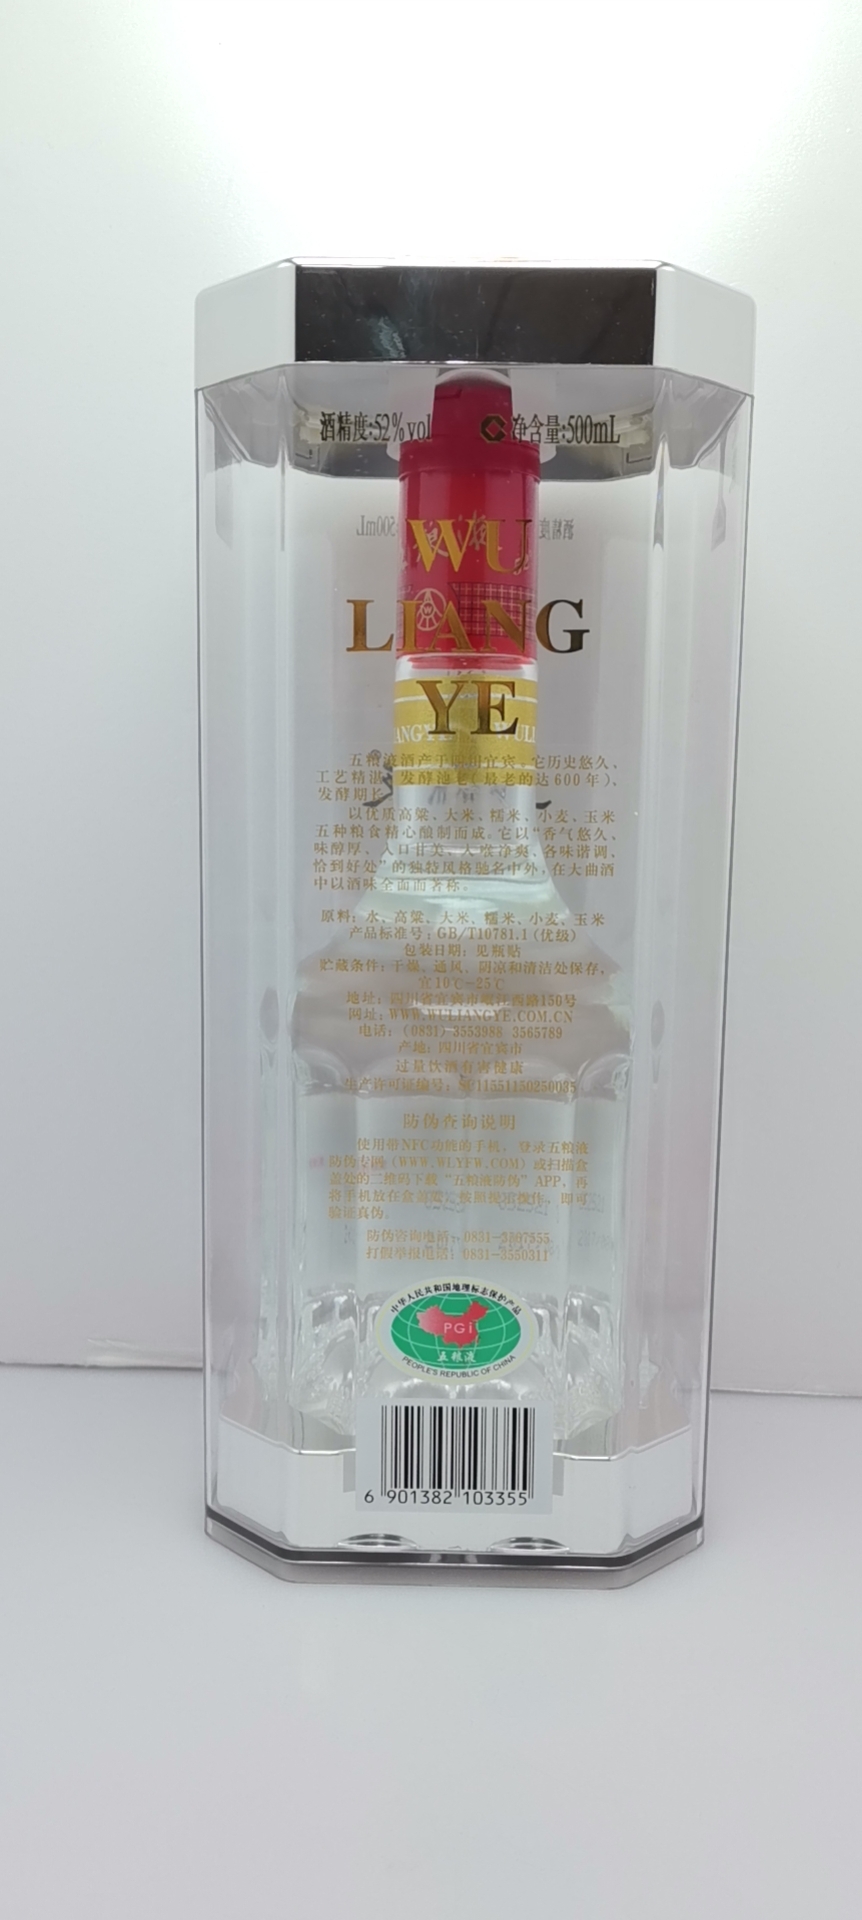 酒精度:52%vol 净含量:500mL
WU
LIANG
YE
五粮液酒产于四川宜宾，它历史悠久、
工艺精湛、发酵池老（最老的达600年）、
发酵期长
以优质高粱、大米、糯米、小麦、玉米
五种粮食精心酿制而成。它以“香气悠久、
味醇厚、入口甘美、入喉净爽、各味谐调、
恰到好处”的独特风格驰名中外，在大曲酒
中以酒味全面而著称。
原料：水、高粱、大米、糯米、小麦、玉米
产品标准号：GB/T10781.1（优级）
包装日期：见瓶贴
贮藏条件：干燥、通风、阴凉和清洁处保存，
宜10℃—25℃
地址：四川省宜宾市岷江西路150号
网址：WWW.WULIANGYE.COM.CN
电话：（0831）3553988 3565789
产地：四川省宜宾市
过量饮酒有害健康
生产许可证编号：11551150250035
防伪查询说明
使用带NFC功能的手机，登录五粮液
防伪专网（WWW.WLYFW.COM）或扫描盒
盖处的二维码下载“五粮液防伪”APP，再
将手机放在盒盖处，按照提示操作，即可
验证真伪。
防伪咨询电话：0831-3567555
打假举报电话：0831-3550311
中华人民共和国地理标志保护产品
PGI
五粮液
PEOPLE'S REPUBLIC OF CHINA
6 901382 103355